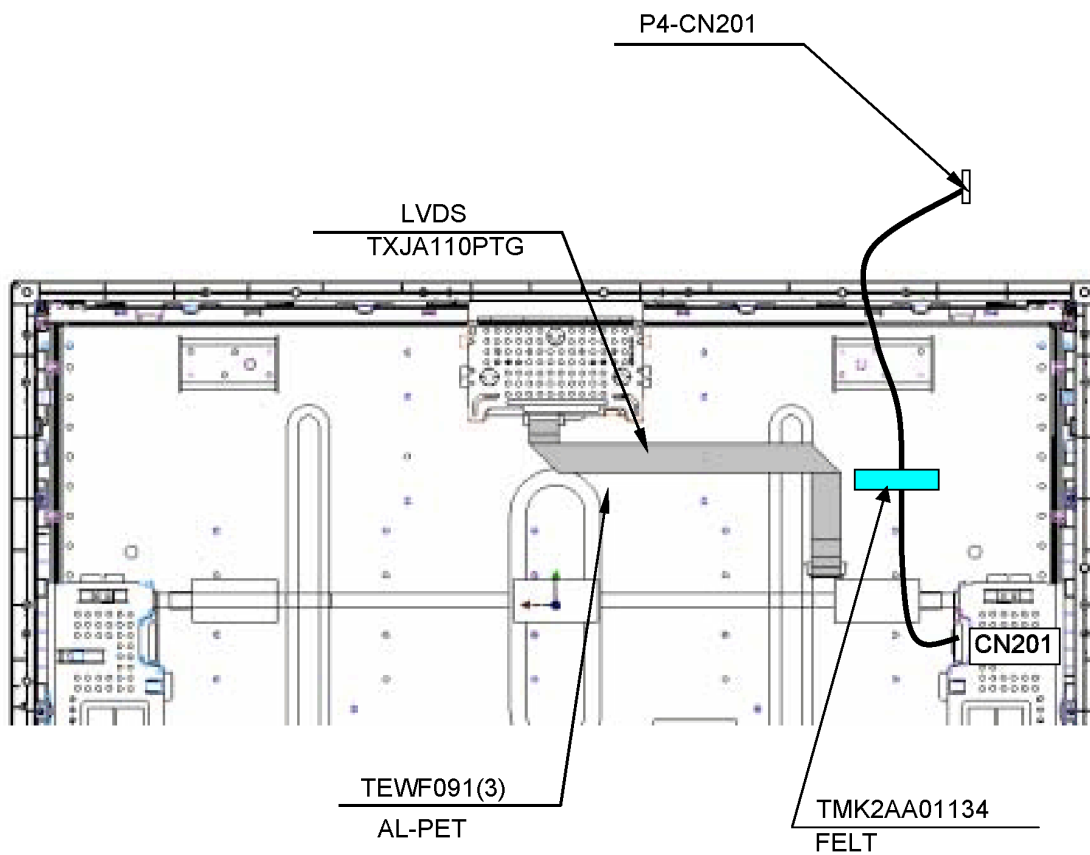 P4-CN201
LVDS
TXJA110PTG
CN201
TEWF091(3)
AL-PET
TMK2AA01134
FELT